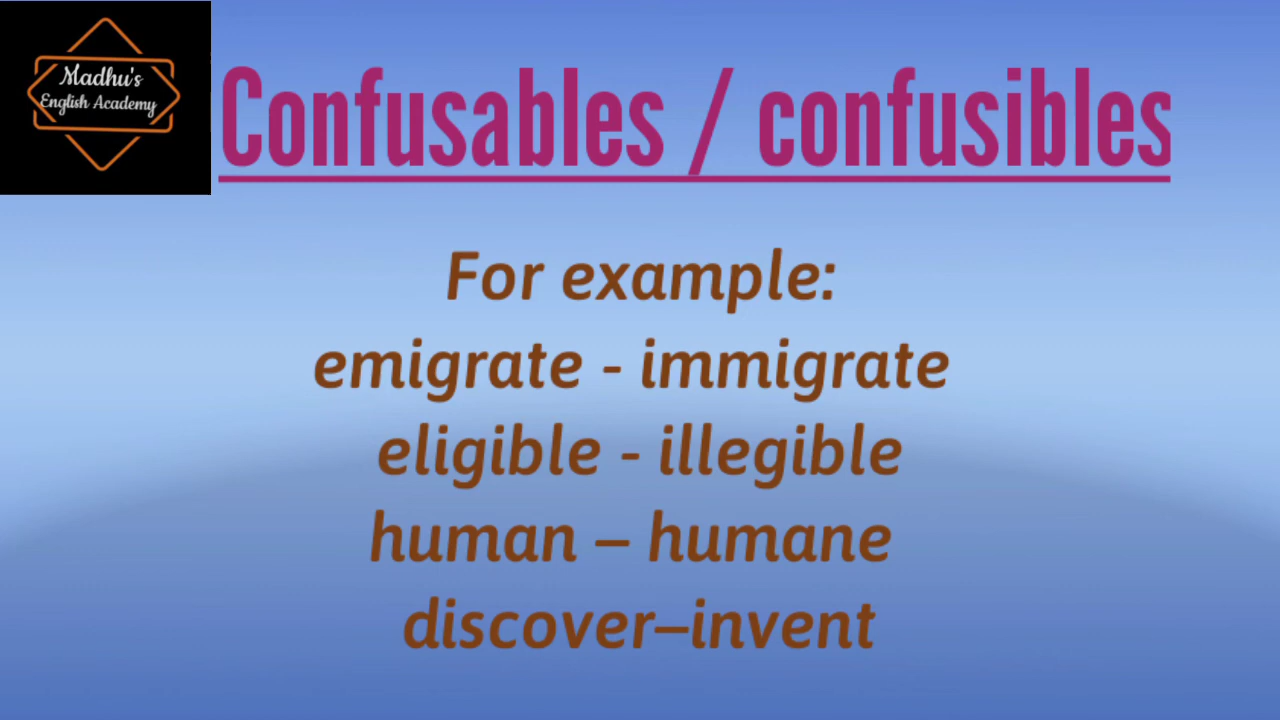 Madhu's
English Academy
Confusables / confusibles
For example:
emigrate - immigrate
eligible - illegible
human – humane
discover–invent